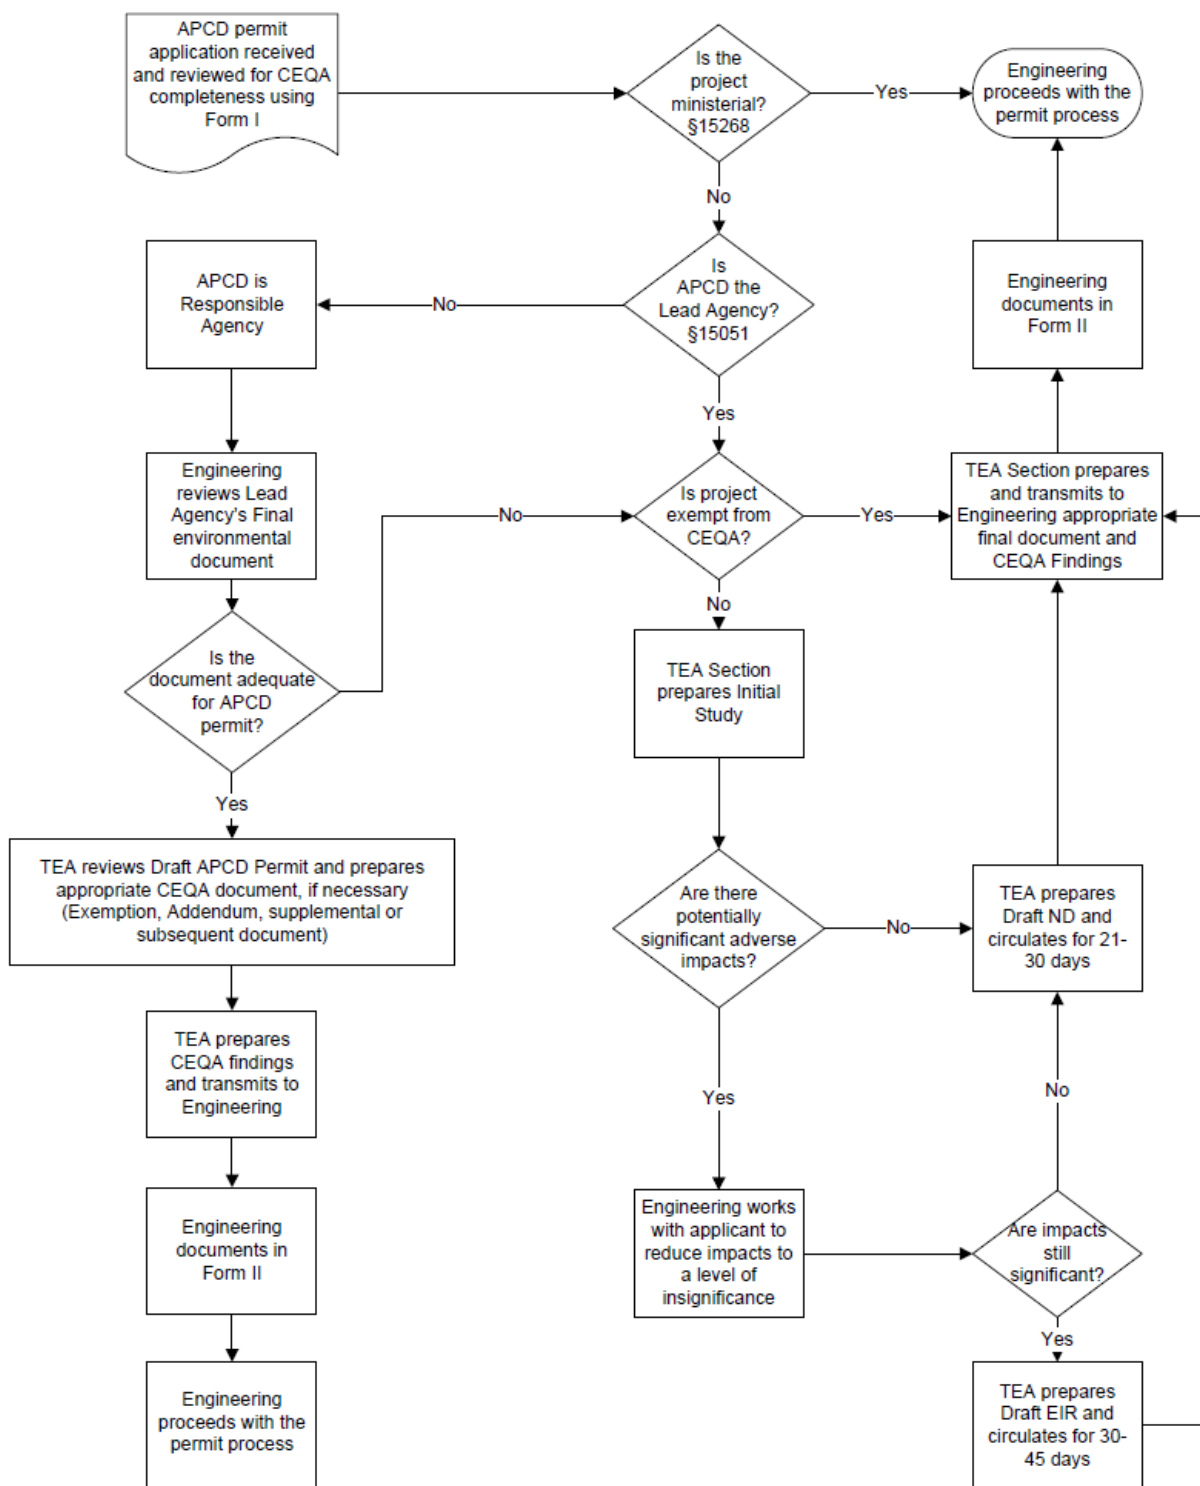 APCD permit
application received
and reviewed for CEQA
completeness using
Form I
Is the
project
ministerial?
§15268
Yes
Engineering
proceeds with the
permit process
No
APCD is
Responsible
Agency
No
Is
APCD the
Lead Agency?
§15051
Engineering
documents in
Form II
Yes
Engineering
reviews Lead
Agency's Final
environmental
document
No
Is project
exempt from
CEQA?
Yes
TEA Section prepares
and transmits to
Engineering appropriate
final document and
CEQA Findings
No
Is the
document adequate
for APCD
permit?
TEA Section
prepares Initial
Study
Yes
TEA reviews Draft APCD Permit and prepares
appropriate CEQA document, if necessary
(Exemption, Addendum, supplemental or
subsequent document)
Are there
potentially
significant adverse
impacts?
No
TEA prepares
Draft ND and
circulates for 21-
30 days
TEA prepares
CEQA findings
and transmits to
Engineering
Yes
No
Engineering
documents in
Form II
Engineering works
with applicant to
reduce impacts to
a level of
insignificance
Are impacts
still
significant?
Yes
Engineering
proceeds with the
permit process
TEA prepares
Draft EIR and
circulates for 30-
45 days